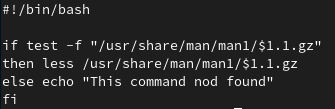 #!/bin/bash
if test -f "/usr/share/man/man1/$1.1.gz"
then less /usr/share/man/man1/$1.1.gz
else echo "This command nod found"
fi